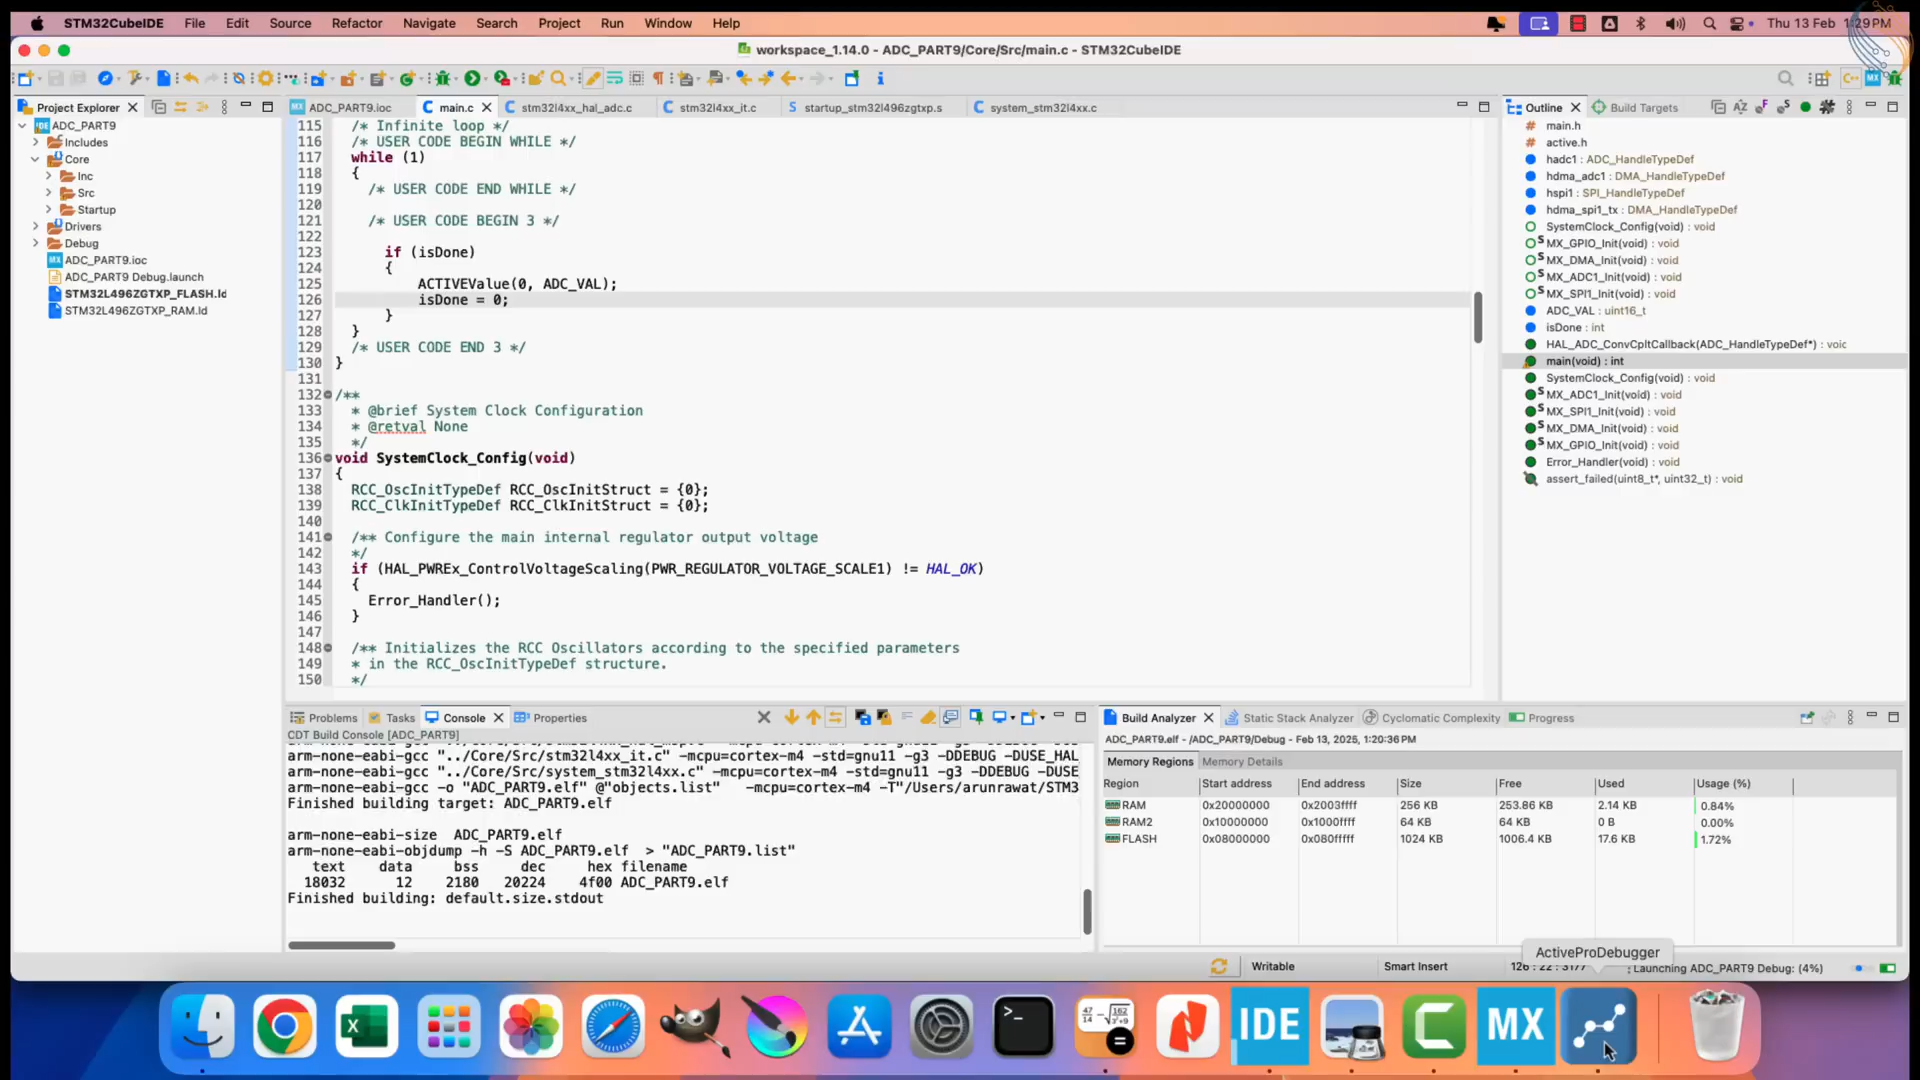 STM32CubeIDE File Edit Source Refactor Navigate Search Project Run Window Help
Thu 13 Feb 1:29 PM
workspace_1.14.0 - ADC_PART9/Core/Src/main.c - STM32CubeIDE
Project Explorer
ADC_PART9
Includes
Core
Inc
Src
Startup
Drivers
Debug
ADC_PART9.ioc
ADC_PART9 Debug.launch
STM32L496ZGTXP_FLASH.ld
STM32L496ZGTXP_RAM.ld
ADC_PART9.ioc main.c stm32l4xx_hal_adc.c stm32l4xx_it.c startup_stm32l496zgtxp.s system_stm32l4xx.c
115 /* Infinite loop */
116 /* USER CODE BEGIN WHILE */
117 while (1)
118 {
119 /* USER CODE END WHILE */
120
121 /* USER CODE BEGIN 3 */
122
123 if (isDone)
124 {
125 ACTIVEValue(0, ADC_VAL);
126 isDone = 0;
127 }
128 }
129 /* USER CODE END 3 */
130 }
131
132 /**
133 * @brief System Clock Configuration
134 * @retval None
135 */
136 void SystemClock_Config(void)
137 {
138 RCC_OscInitTypeDef RCC_OscInitStruct = {0};
139 RCC_ClkInitTypeDef RCC_ClkInitStruct = {0};
140
141 /** Configure the main internal regulator output voltage
142 */
143 if (HAL_PWREx_ControlVoltageScaling(PWR_REGULATOR_VOLTAGE_SCALE1) != HAL_OK)
144 {
145 Error_Handler();
146 }
147
148 /** Initializes the RCC Oscillators according to the specified parameters
149 * in the RCC_OscInitTypeDef structure.
150 */
Outline Build Targets
main.h
active.h
hadc1 : ADC_HandleTypeDef
hdma_adc1 : DMA_HandleTypeDef
hspi1 : SPI_HandleTypeDef
hdma_spi1_tx : DMA_HandleTypeDef
SystemClock_Config(void) : void
MX_GPIO_Init(void) : void
MX_DMA_Init(void) : void
MX_ADC1_Init(void) : void
MX_SPI1_Init(void) : void
ADC_VAL : uint16_t
isDone : int
HAL_ADC_ConvCpltCallback(ADC_HandleTypeDef*) : voic
main(void) : int
SystemClock_Config(void) : void
MX_ADC1_Init(void) : void
MX_SPI1_Init(void) : void
MX_DMA_Init(void) : void
MX_GPIO_Init(void) : void
Error_Handler(void) : void
assert_failed(uint8_t*, uint32_t) : void
Problems Tasks Console Properties
CDT Build Console [ADC_PART9]
arm-none-eabi-gcc "../Core/Src/stm32l4xx_it.c" -mcpu=cortex-m4 -std=gnu11 -g3 -DDEBUG -DUSE_HAL
arm-none-eabi-gcc "../Core/Src/system_stm32l4xx.c" -mcpu=cortex-m4 -std=gnu11 -g3 -DDEBUG -DUSE
arm-none-eabi-gcc -o "ADC_PART9.elf" @"objects.list" -mcpu=cortex-m4 -T"/Users/arunrawat/STM3
Finished building target: ADC_PART9.elf
arm-none-eabi-size ADC_PART9.elf
arm-none-eabi-objdump -h -S ADC_PART9.elf > "ADC_PART9.list"
text data bss dec hex filename
18032 12 2180 20224 4f00 ADC_PART9.elf
Finished building: default.size.stdout
Build Analyzer Static Stack Analyzer Cyclomatic Complexity Progress
ADC_PART9.elf - /ADC_PART9/Debug - Feb 13, 2025, 1:20:36 PM
Memory Regions Memory Details
Region Start address End address Size Free Used Usage (%)
RAM 0x20000000 0x2003ffff 256 KB 253.86 KB 2.14 KB 0.84%
RAM2 0x10000000 0x1000ffff 64 KB 64 KB 0 B 0.00%
FLASH 0x08000000 0x080fffff 1024 KB 1006.4 KB 17.6 KB 1.72%
ActiveProDebugger
Writable Smart Insert 126 : 22 : 3177 Launching ADC_PART9 Debug: (4%)
IDE
MX